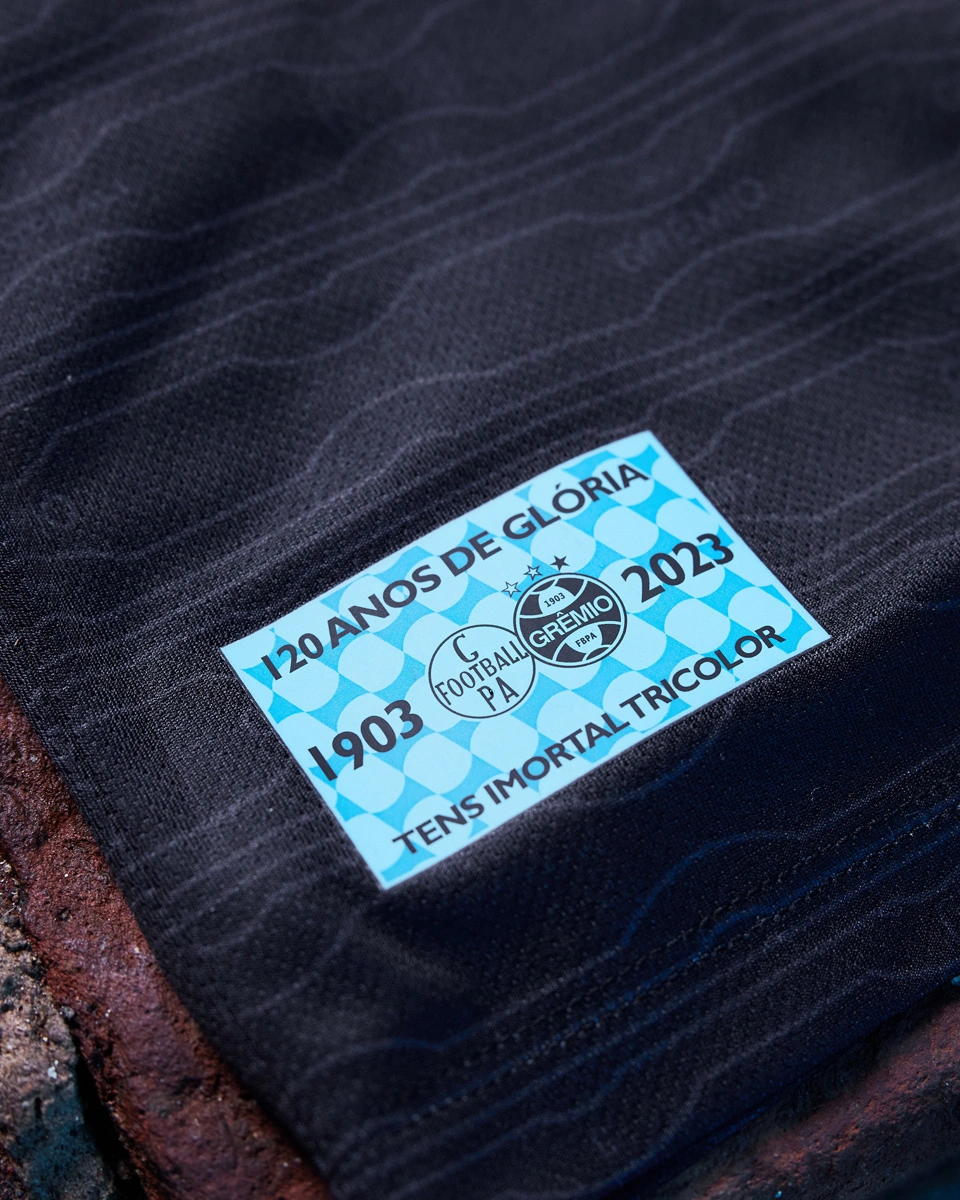 120 ANOS DE GLÓRIA
1903
G
FOOTBALL
PA
1903
GRÊMIO
FBPA
2023
TENS IMORTAL TRICOLOR
GRÊMIO